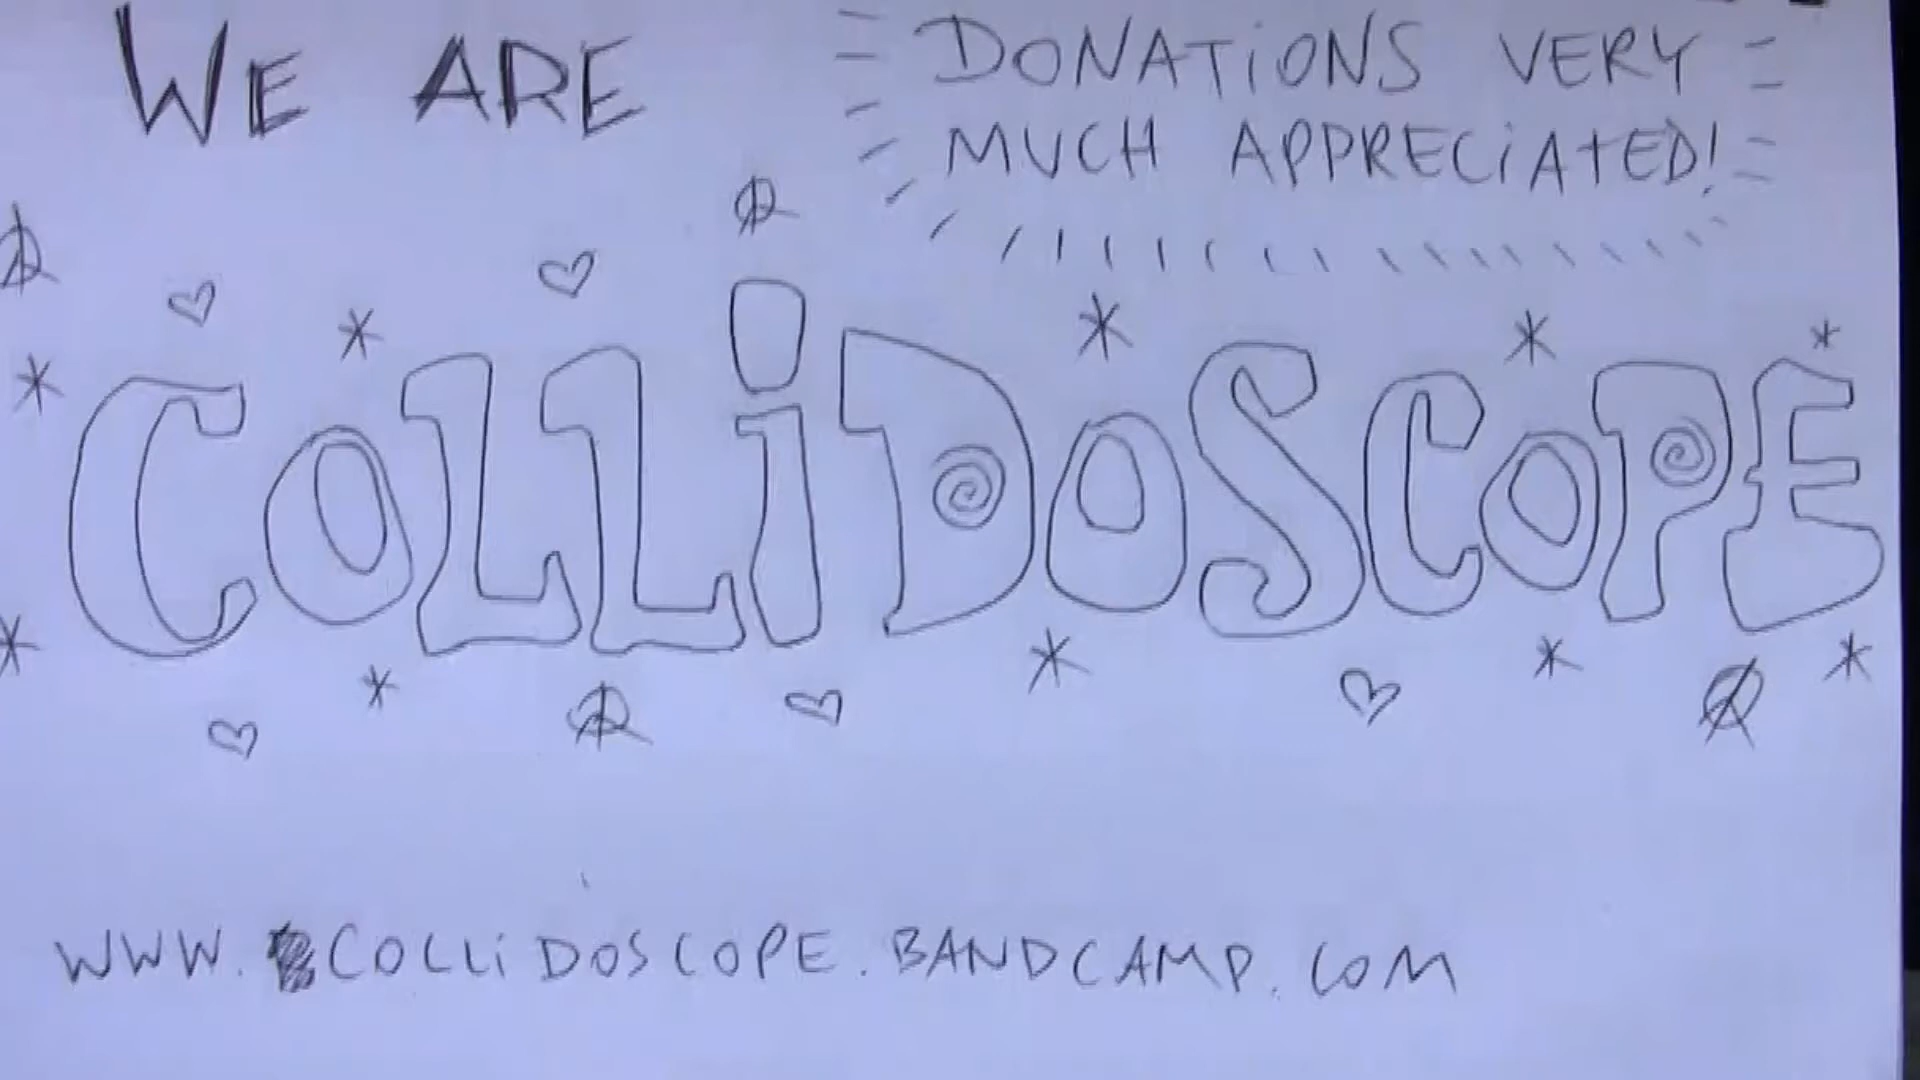 WE ARE
DONATiONS VERY
MUCH APPRECiATED!
COLLiDOSCOPE
WWW. COLLiDOSCOPE.BANDCAMP.COM